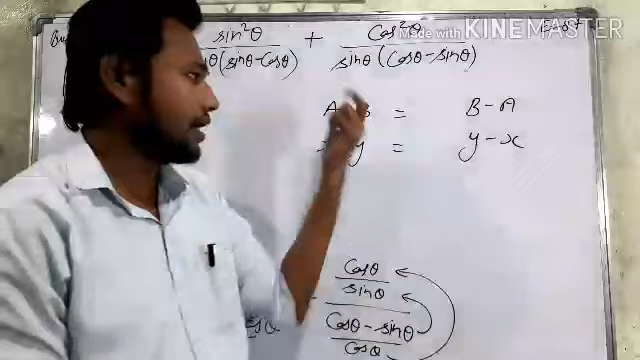 sin²θ + cos²θ
(sinθ-cosθ) sinθ (cosθ-sinθ)
Made with KINEMASTER
= B-A
y = y-x
cosθ
sinθ
cosθ - sinθ
cosθ